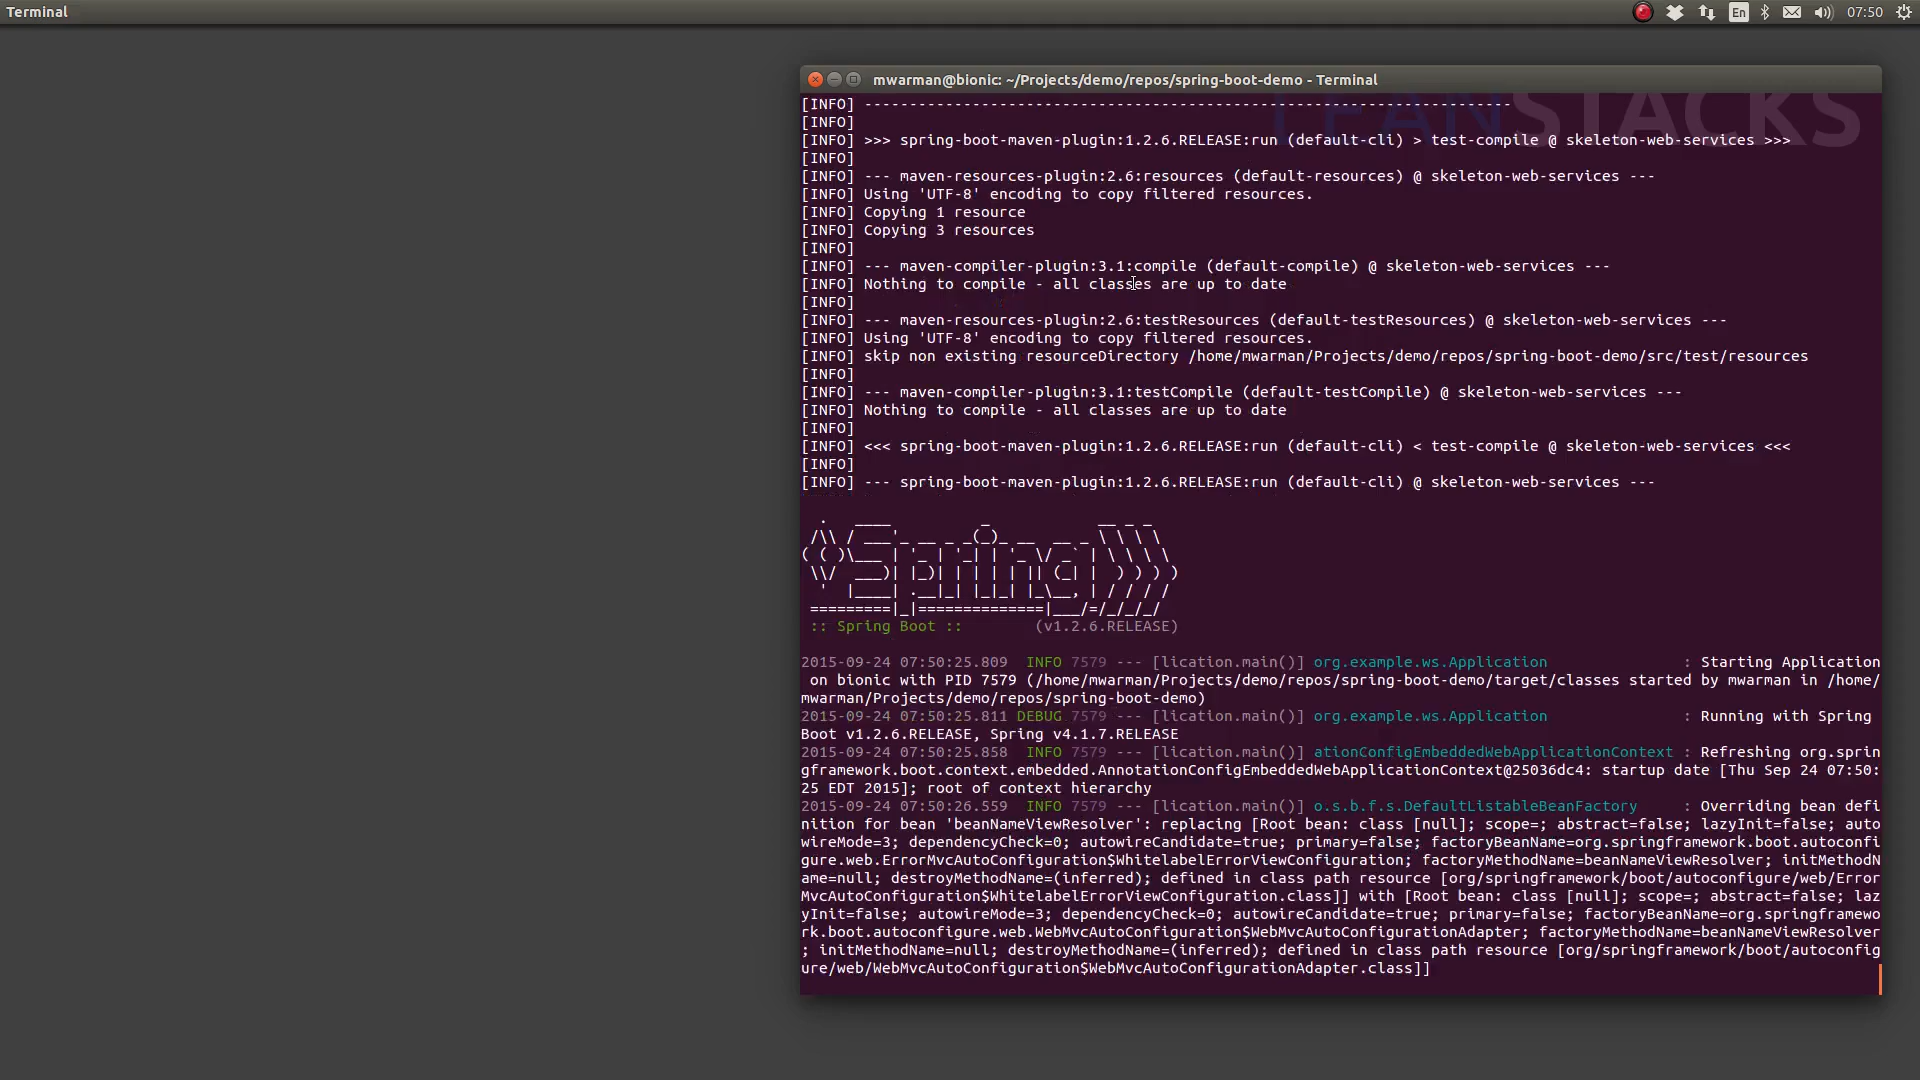 Terminal
En
07:50
mwarman@bionic: ~/Projects/demo/repos/spring-boot-demo - Terminal
[INFO] ------------------------------------------------------------------------
LEANSTACKS
[INFO]
[INFO] >>> spring-boot-maven-plugin:1.2.6.RELEASE:run (default-cli) > test-compile @ skeleton-web-services >>>
[INFO]
[INFO] --- maven-resources-plugin:2.6:resources (default-resources) @ skeleton-web-services ---
[INFO] Using 'UTF-8' encoding to copy filtered resources.
[INFO] Copying 1 resource
[INFO] Copying 3 resources
[INFO]
[INFO] --- maven-compiler-plugin:3.1:compile (default-compile) @ skeleton-web-services ---
[INFO] Nothing to compile - all classes are up to date
[INFO]
[INFO] --- maven-resources-plugin:2.6:testResources (default-testResources) @ skeleton-web-services ---
[INFO] Using 'UTF-8' encoding to copy filtered resources.
[INFO] skip non existing resourceDirectory /home/mwarman/Projects/demo/repos/spring-boot-demo/src/test/resources
[INFO]
[INFO] --- maven-compiler-plugin:3.1:testCompile (default-testCompile) @ skeleton-web-services ---
[INFO] Nothing to compile - all classes are up to date
[INFO]
[INFO] <<< spring-boot-maven-plugin:1.2.6.RELEASE:run (default-cli) < test-compile @ skeleton-web-services <<<
[INFO]
[INFO] --- spring-boot-maven-plugin:1.2.6.RELEASE:run (default-cli) @ skeleton-web-services ---
  .   ____          _            __ _ _
 /\\ / ___'_ __ _ _(_)_ __  __ _ \ \ \ \
( ( )\___ | '_ | '_| | '_ \/ _` | \ \ \ \
 \\/  ___)| |_)| | | | | || (_| |  ) ) ) )
  '  |____| .__|_| |_|_| |_\__, | / / / /
 =========|_|==============|___/=/_/_/_/
 :: Spring Boot ::        (v1.2.6.RELEASE)
2015-09-24 07:50:25.809  INFO 7579 --- [lication.main()] org.example.ws.Application               : Starting Application
 on bionic with PID 7579 (/home/mwarman/Projects/demo/repos/spring-boot-demo/target/classes started by mwarman in /home/
mwarman/Projects/demo/repos/spring-boot-demo)
2015-09-24 07:50:25.811 DEBUG 7579 --- [lication.main()] org.example.ws.Application               : Running with Spring
Boot v1.2.6.RELEASE, Spring v4.1.7.RELEASE
2015-09-24 07:50:25.858  INFO 7579 --- [lication.main()] ationConfigEmbeddedWebApplicationContext : Refreshing org.sprin
gframework.boot.context.embedded.AnnotationConfigEmbeddedWebApplicationContext@25036dc4: startup date [Thu Sep 24 07:50:
25 EDT 2015]; root of context hierarchy
2015-09-24 07:50:26.559  INFO 7579 --- [lication.main()] o.s.b.f.s.DefaultListableBeanFactory     : Overriding bean defi
nition for bean 'beanNameViewResolver': replacing [Root bean: class [null]; scope=; abstract=false; lazyInit=false; auto
wireMode=3; dependencyCheck=0; autowireCandidate=true; primary=false; factoryBeanName=org.springframework.boot.autoconfi
gure.web.ErrorMvcAutoConfiguration$WhitelabelErrorViewConfiguration; factoryMethodName=beanNameViewResolver; initMethodN
ame=null; destroyMethodName=(inferred); defined in class path resource [org/springframework/boot/autoconfigure/web/Error
MvcAutoConfiguration$WhitelabelErrorViewConfiguration.class]] with [Root bean: class [null]; scope=; abstract=false; laz
yInit=false; autowireMode=3; dependencyCheck=0; autowireCandidate=true; primary=false; factoryBeanName=org.springframewo
rk.boot.autoconfigure.web.WebMvcAutoConfiguration$WebMvcAutoConfigurationAdapter; factoryMethodName=beanNameViewResolver
; initMethodName=null; destroyMethodName=(inferred); defined in class path resource [org/springframework/boot/autoconfig
ure/web/WebMvcAutoConfiguration$WebMvcAutoConfigurationAdapter.class]]